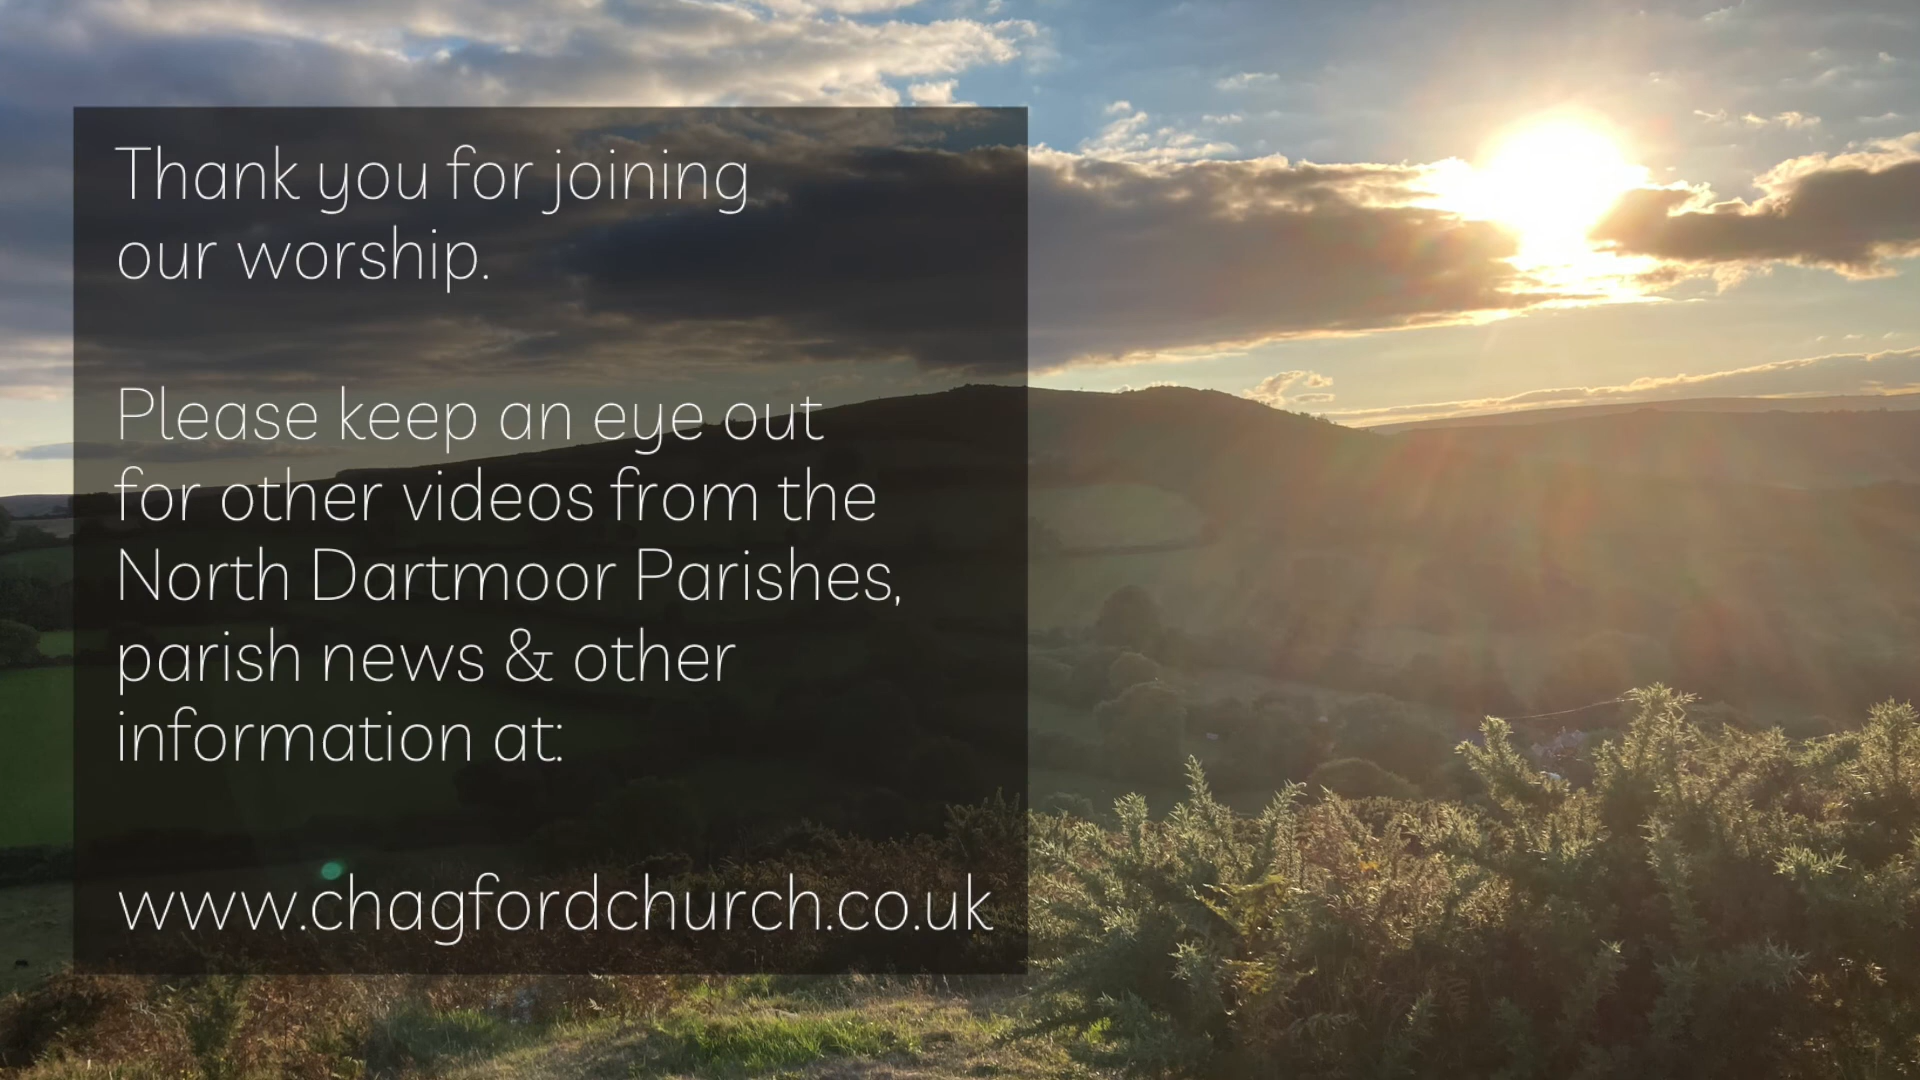 Thank you for joining
our worship.
Please keep an eye out
for other videos from the
North Dartmoor Parishes,
parish news & other
information at:
www.chagfordchurch.co.uk